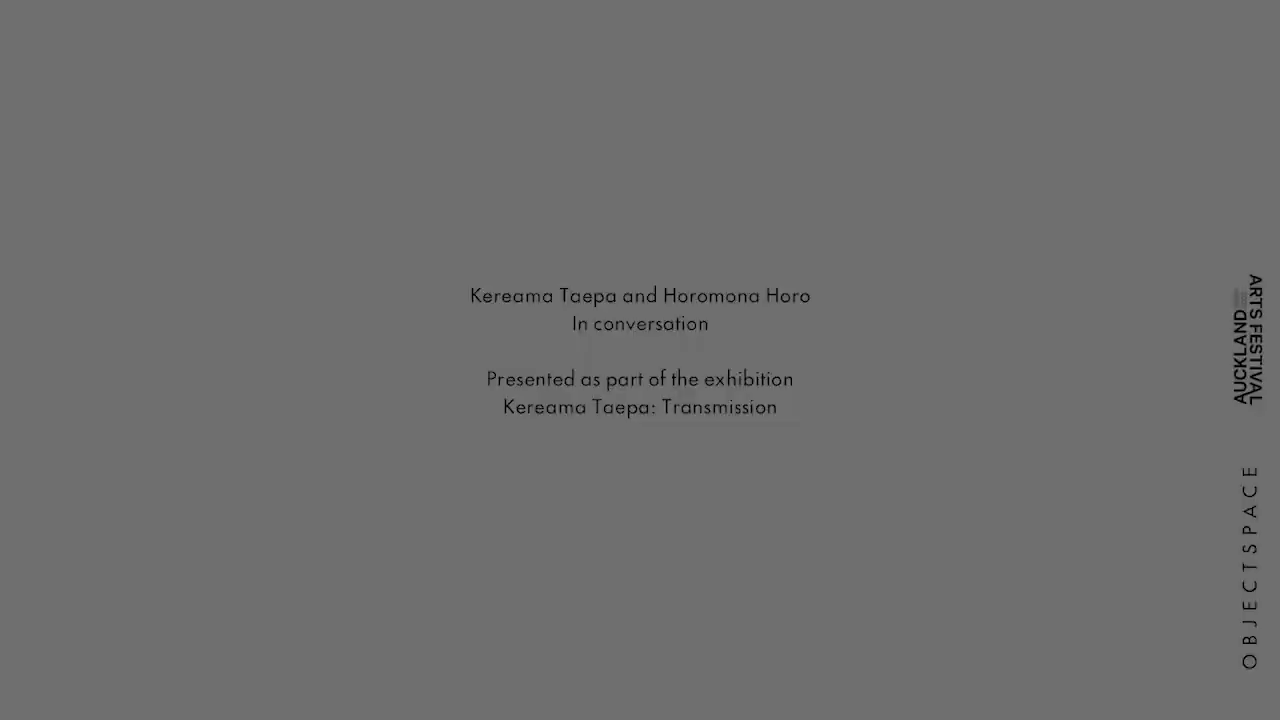 Kereama Taepa and Horomona Horo
In conversation
Presented as part of the exhibition
Kereama Taepa: Transmission
AUCKLAND
ARTS FESTIVAL
OBJECTSPACE